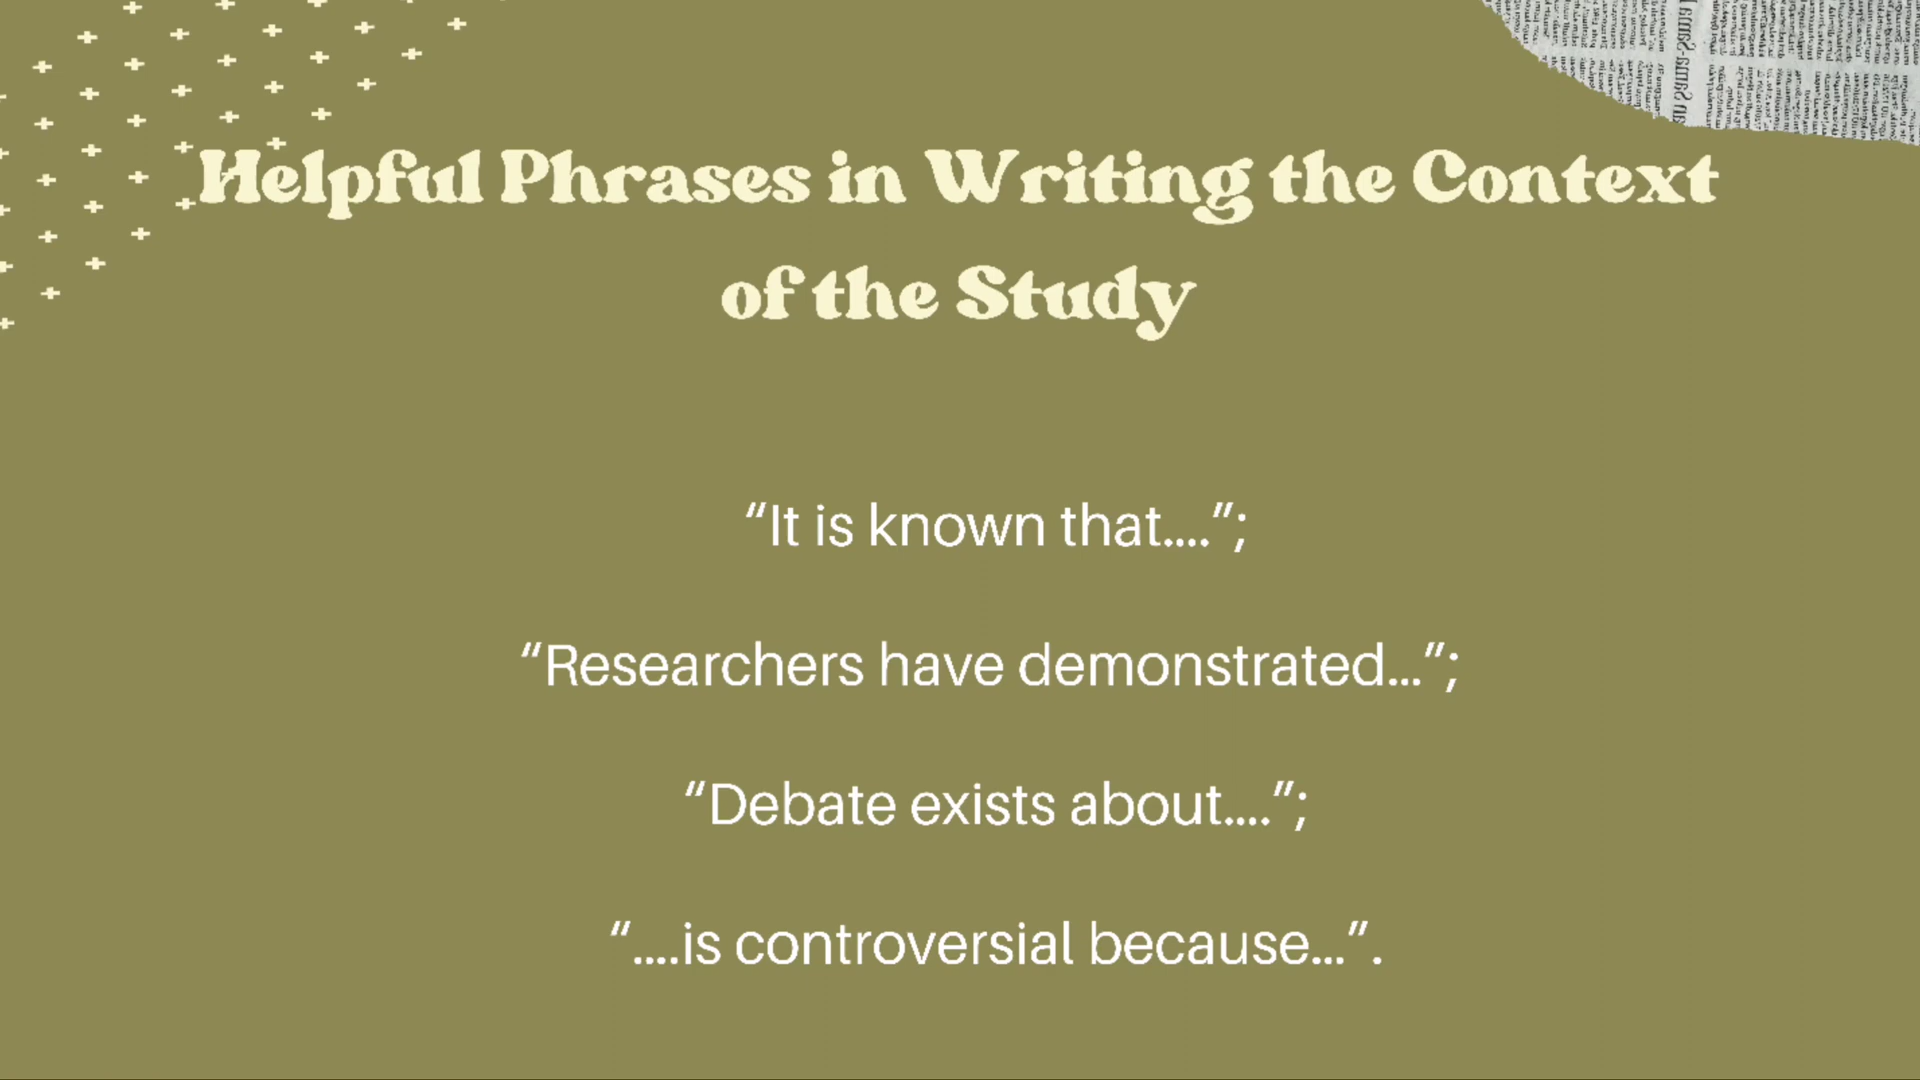 Helpful Phrases in Writing the Context
of the Study
“It is known that....”;
“Researchers have demonstrated...”;
“Debate exists about....”;
“....is controversial because...”.